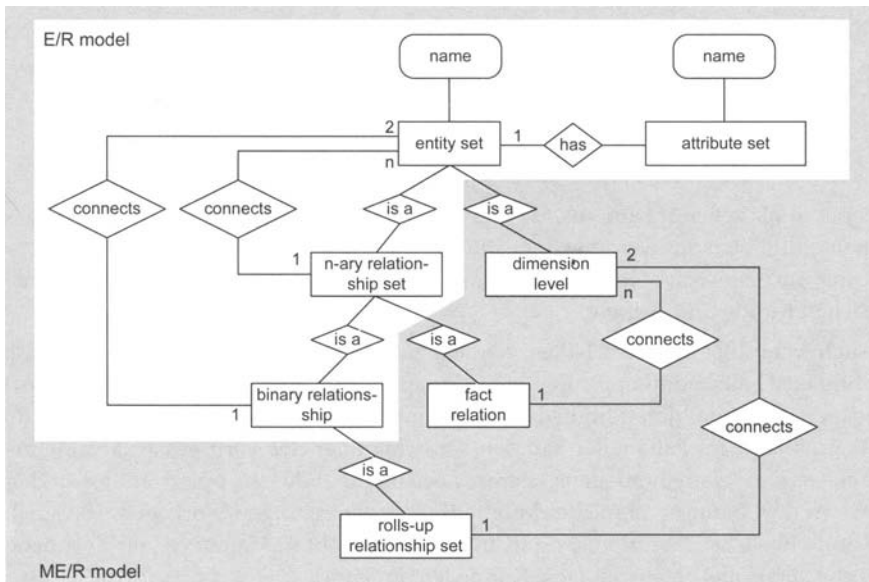 E/R model
name
name
2
entity set
1
has
attribute set
n
connects
connects
is a
is a
1
n-ary relation-
ship set
dimension
level
2
n
is a
is a
connects
1
binary relations-
ship
fact
relation
1
connects
is a
rolls-up
relationship set
1
ME/R model